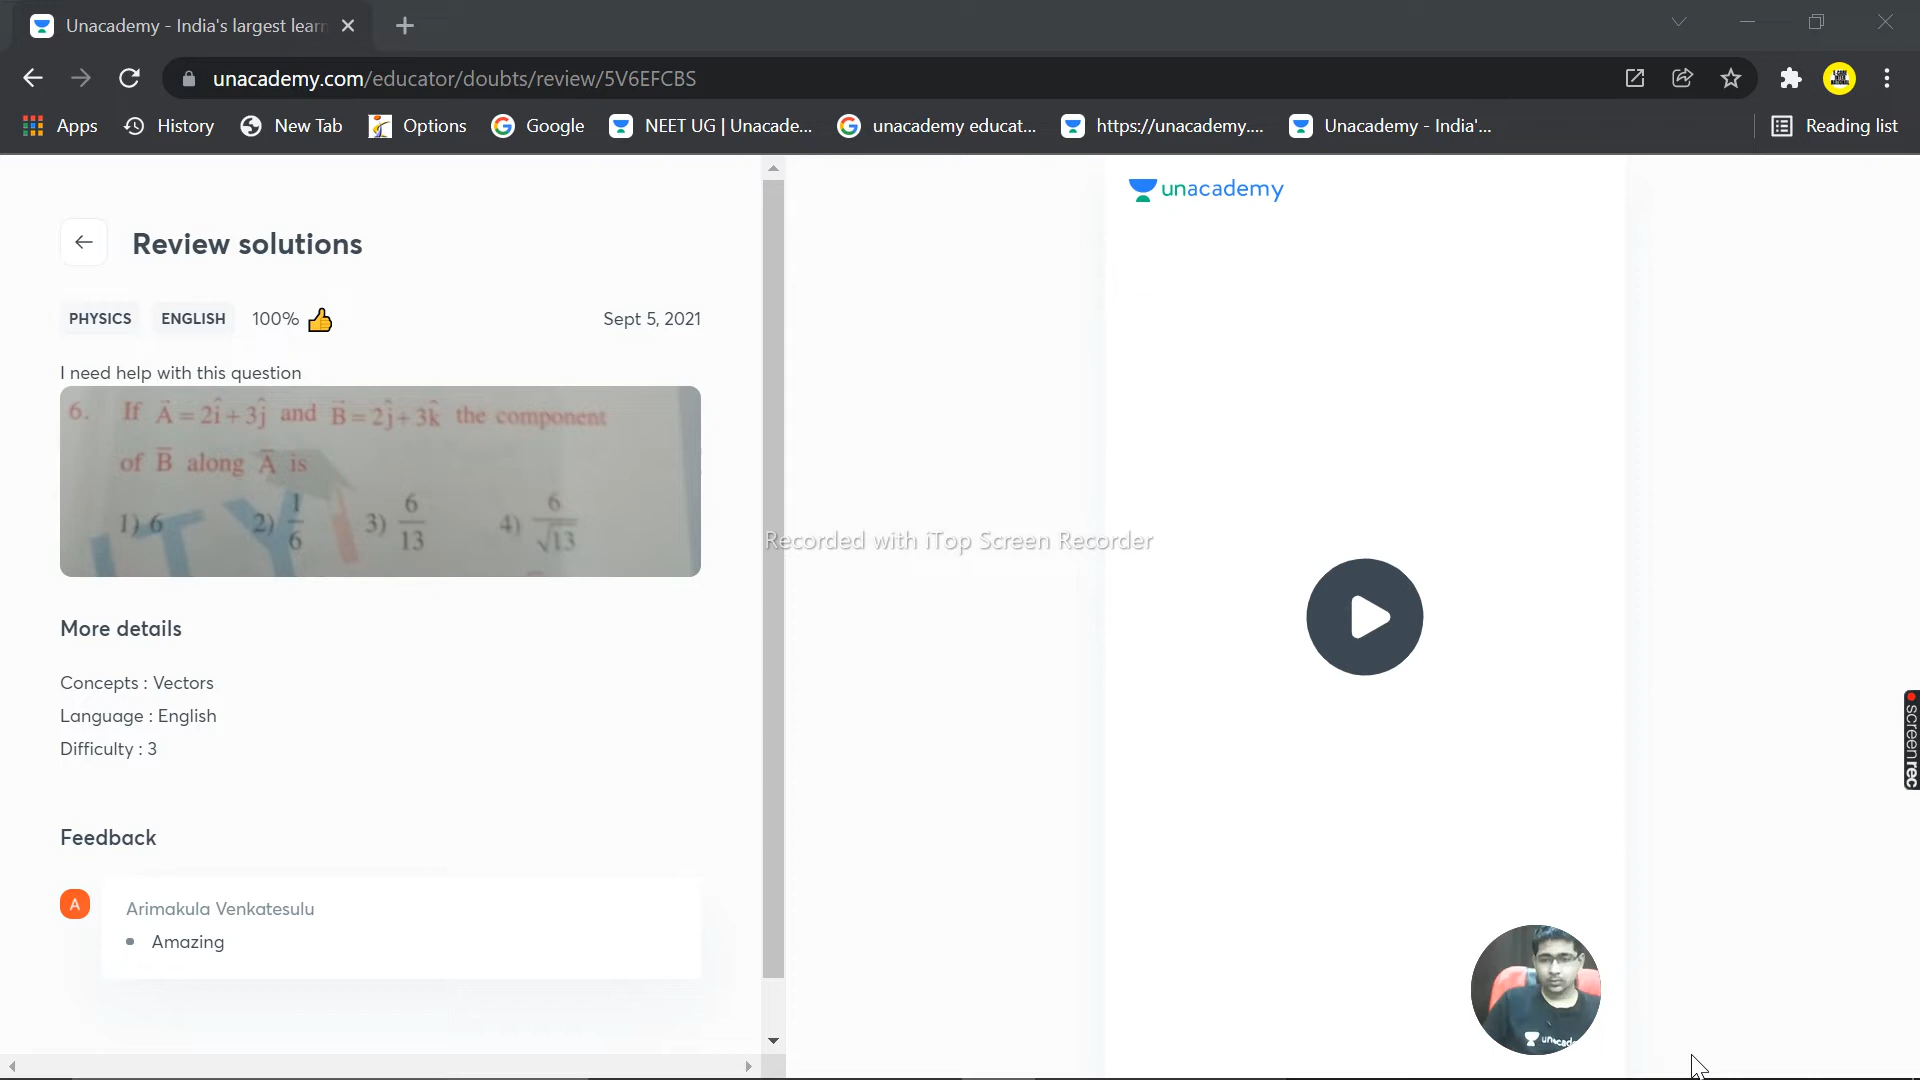 Unacademy - India's largest learn
unacademy.com/educator/doubts/review/5V6EFCBS
Apps History New Tab Options Google NEET UG | Unacade... unacademy educat... https://unacademy.... Unacademy - India'... Reading list
unacademy
Review solutions
PHYSICS ENGLISH 100% Sept 5, 2021
I need help with this question
6. If A⃗ = 2î + 3ĵ and B⃗ = 2ĵ + 3k̂ the component
of B̅ along A̅ is
1) 6 2) 1/6 3) 6/13 4) 6/√13
ITY
Recorded with iTop Screen Recorder
More details
Concepts : Vectors
Language : English
Difficulty : 3
screenrec
Feedback
A
Arimakula Venkatesulu
• Amazing